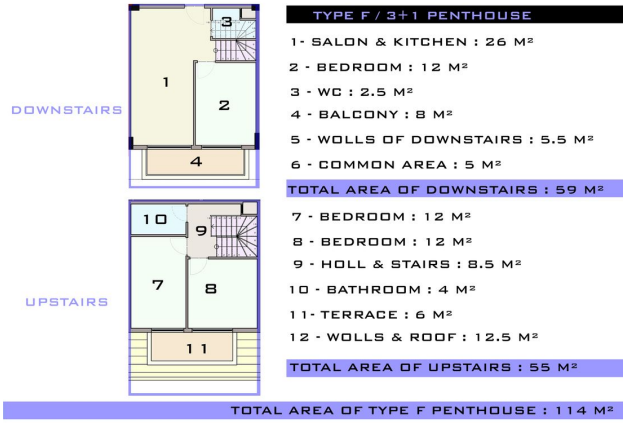 TYPE F / 3+1 PENTHOUSE
1- SALON & KITCHEN : 26 M²
2 - BEDROOM : 12 M²
3 - WC : 2.5 M²
4 - BALCONY : 8 M²
5 - WOLLS OF DOWNSTAIRS : 5.5 M²
6 - COMMON AREA : 5 M²
TOTAL AREA OF DOWNSTAIRS : 59 M²
DOWNSTAIRS
1
2
3
4
7 - BEDROOM : 12 M²
8 - BEDROOM : 12 M²
9 - HOLL & STAIRS : 8.5 M²
10 - BATHROOM : 4 M²
11- TERRACE : 6 M²
12 - WOLLS & ROOF : 12.5 M²
TOTAL AREA OF UPSTAIRS : 55 M²
UPSTAIRS
10
9
7
8
11
TOTAL AREA OF TYPE F PENTHOUSE : 114 M²